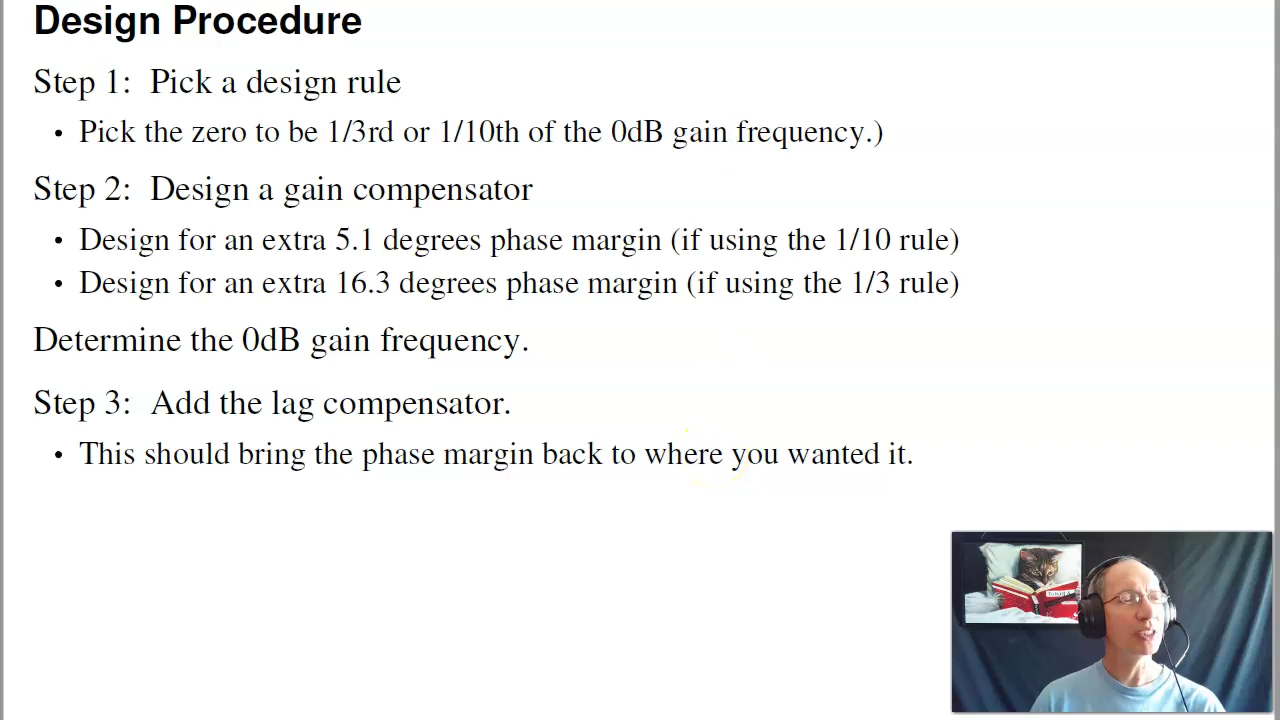 Design Procedure
Step 1: Pick a design rule
• Pick the zero to be 1/3rd or 1/10th of the 0dB gain frequency.)
Step 2: Design a gain compensator
• Design for an extra 5.1 degrees phase margin (if using the 1/10 rule)
• Design for an extra 16.3 degrees phase margin (if using the 1/3 rule)
Determine the 0dB gain frequency.
Step 3: Add the lag compensator.
• This should bring the phase margin back to where you wanted it.